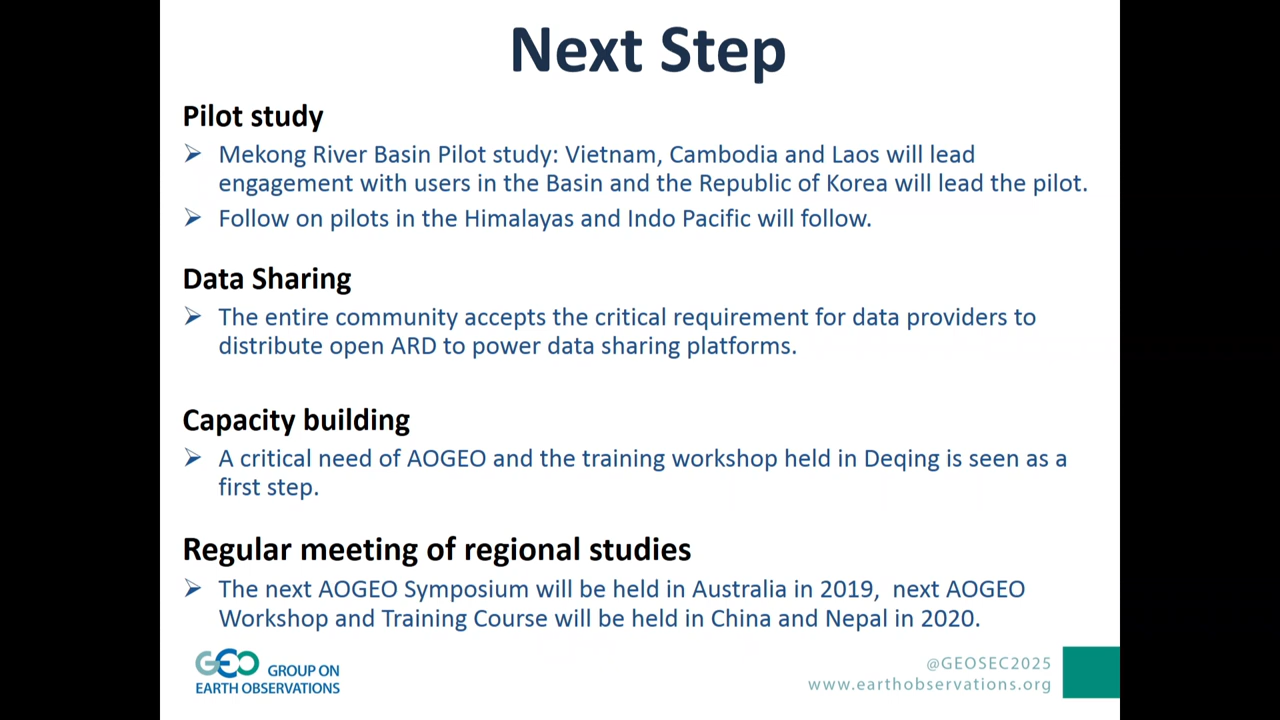 Next Step
Pilot study
➢ Mekong River Basin Pilot study: Vietnam, Cambodia and Laos will lead
engagement with users in the Basin and the Republic of Korea will lead the pilot.
➢ Follow on pilots in the Himalayas and Indo Pacific will follow.
Data Sharing
➢ The entire community accepts the critical requirement for data providers to
distribute open ARD to power data sharing platforms.
Capacity building
➢ A critical need of AOGEO and the training workshop held in Deqing is seen as a
first step.
Regular meeting of regional studies
➢ The next AOGEO Symposium will be held in Australia in 2019,  next AOGEO
Workshop and Training Course will be held in China and Nepal in 2020.
GEO GROUP ON
EARTH OBSERVATIONS
@GEOSEC2025
www.earthobservations.org